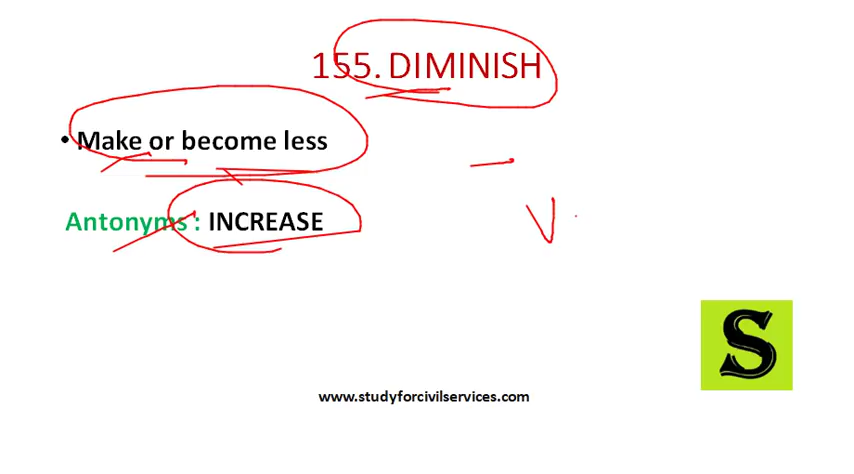 155. DIMINISH
• Make or become less
Antonyms : INCREASE
V
S
www.studyforcivilservices.com